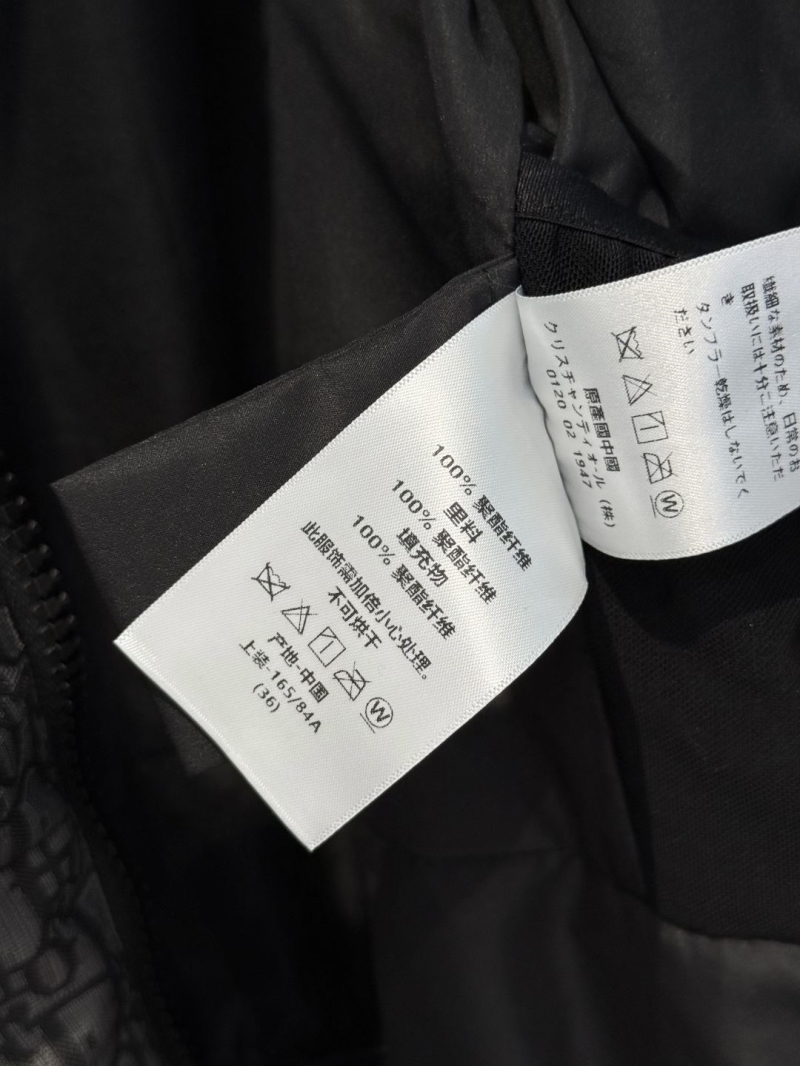 100% 聚酯纤维
里料
100% 聚酯纤维
填充物
100% 聚酯纤维
此服饰需加倍小心处理。
不可烘干
W
产地-中国
上装-165/84A
(36)
繊細な素材のため、日常のお
取扱いには十分ご注意いただ
き
タンブラー乾燥はしないでく
ださい
W
原產國中國
クリスチャンディオール (株)
0120 02 1947